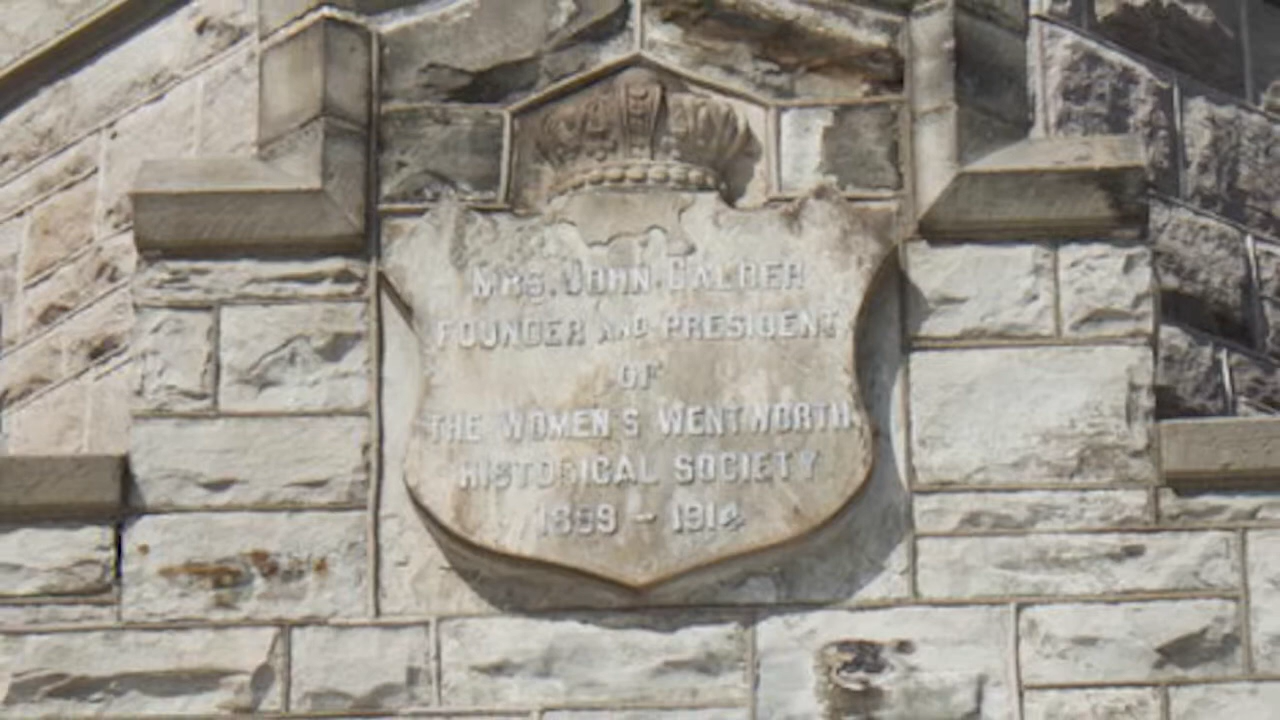 MRS. JOHN CALDER
FOUNDER AND PRESIDENT
OF
THE WOMEN'S WENTWORTH
HISTORICAL SOCIETY
1899 - 1914